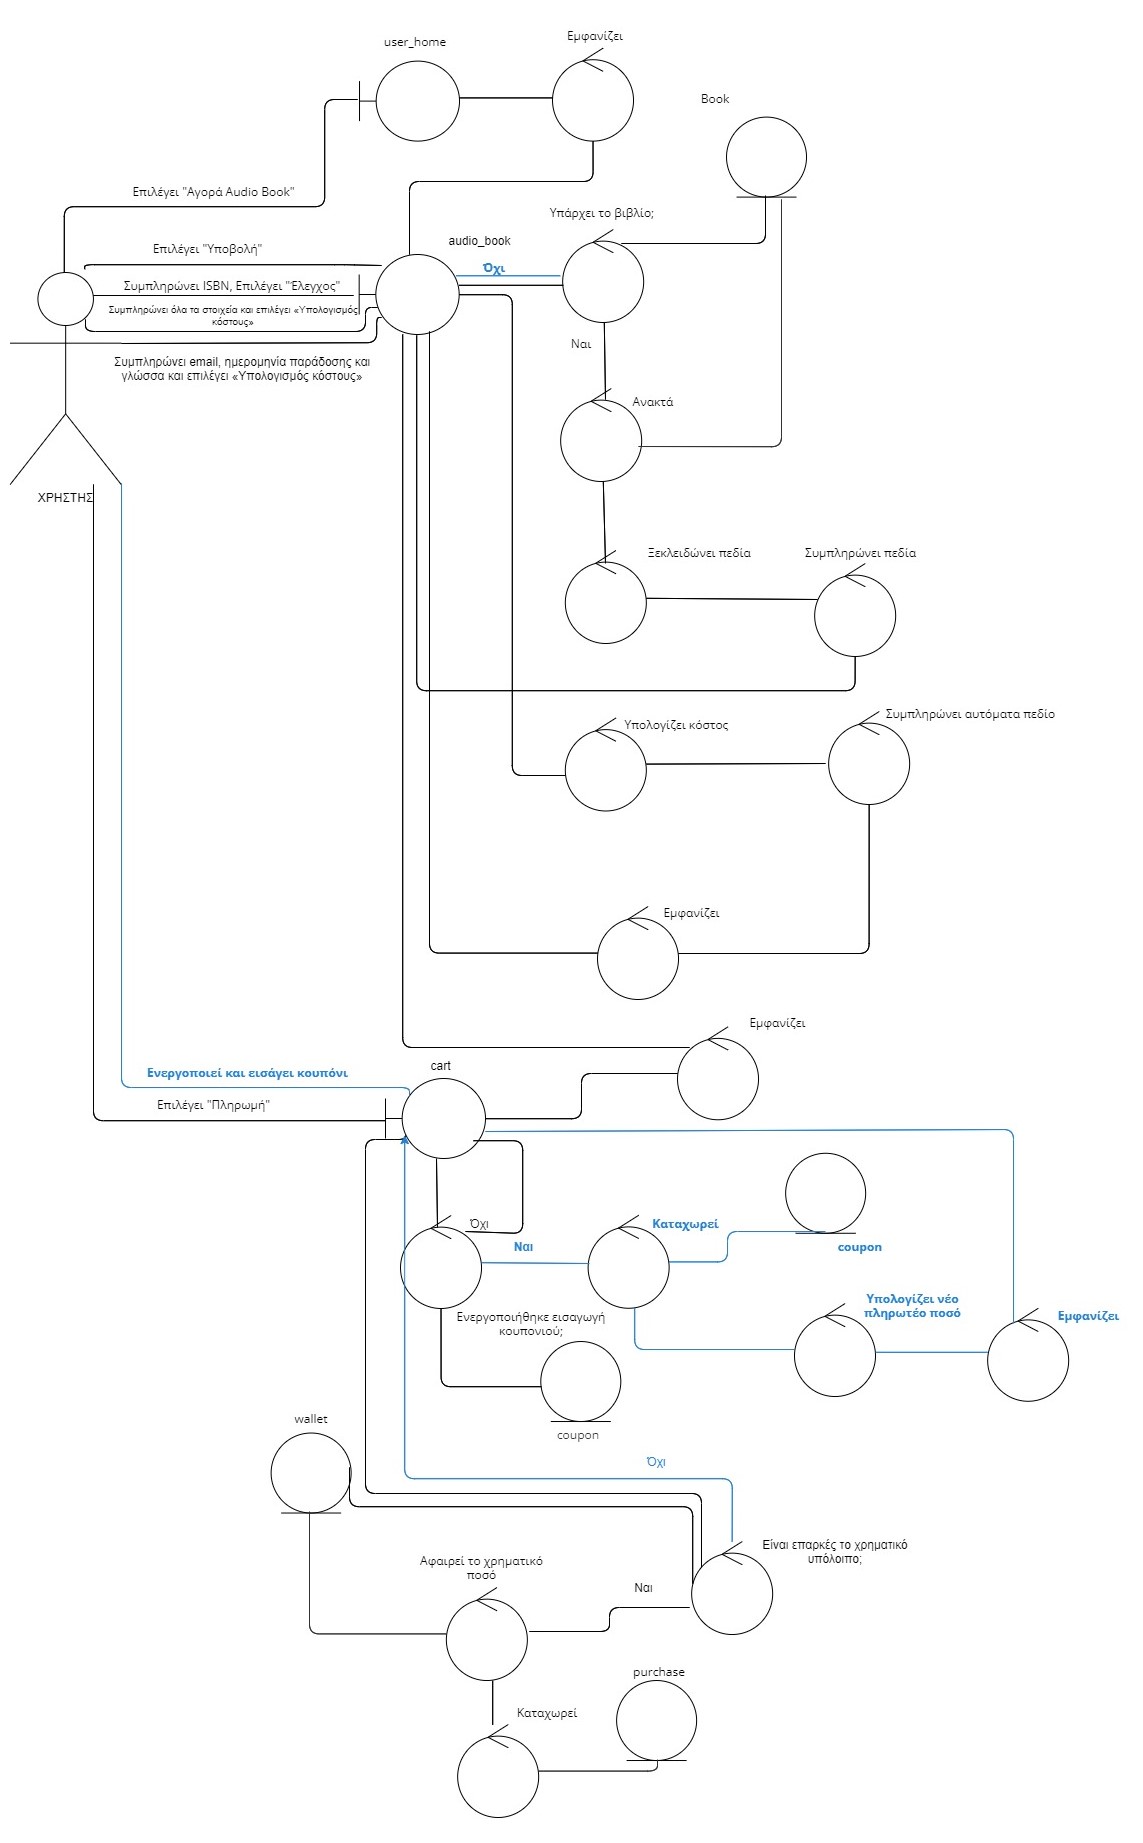 user_home
Εμφανίζει
Book
Επιλέγει "Αγορά Audio Book"
Υπάρχει το βιβλίο;
audio_book
Επιλέγει "Υποβολή"
Όχι
Συμπληρώνει ISBN, Επιλέγει "Έλεγχος"
Συμπληρώνει όλα τα στοιχεία και επιλέγει «Υπολογισμός
κόστους»
Ναι
Συμπληρώνει email, ημερομηνία παράδοσης και
γλώσσα και επιλέγει «Υπολογισμός κόστους»
Ανακτά
ΧΡΗΣΤΗΣ
Ξεκλειδώνει πεδία
Συμπληρώνει πεδία
Υπολογίζει κόστος
Συμπληρώνει αυτόματα πεδίο
Εμφανίζει
Εμφανίζει
cart
Ενεργοποιεί και εισάγει κουπόνι
Επιλέγει "Πληρωμή"
Όχι
Καταχωρεί
Ναι
coupon
Υπολογίζει νέο
πληρωτέο ποσό
Εμφανίζει
Ενεργοποιήθηκε εισαγωγή
κουπονιού;
wallet
coupon
Όχι
Είναι επαρκές το χρηματικό
υπόλοιπο;
Αφαιρεί το χρηματικό
ποσό
Ναι
purchase
Καταχωρεί